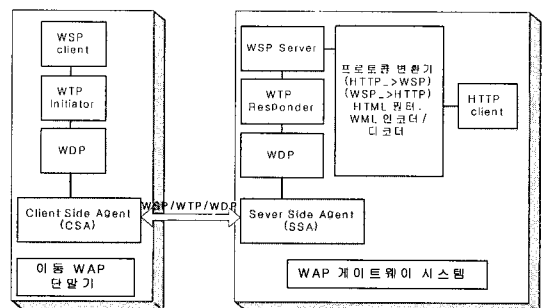 WSP
client
WTP
Initiator
WDP
Client Side Agent
(CSA)
이동 WAP
단말기
WSP/WTP/WDP
WSP Server
WTP
Responder
WDP
Sever Side Agent
(SSA)
프로토콜 변환기
(HTTP_>WSP)
(WSP_>HTTP)
HTML 필터.
WML 인코더/
디코더
HTTP
client
WAP 게이트웨이 시스템